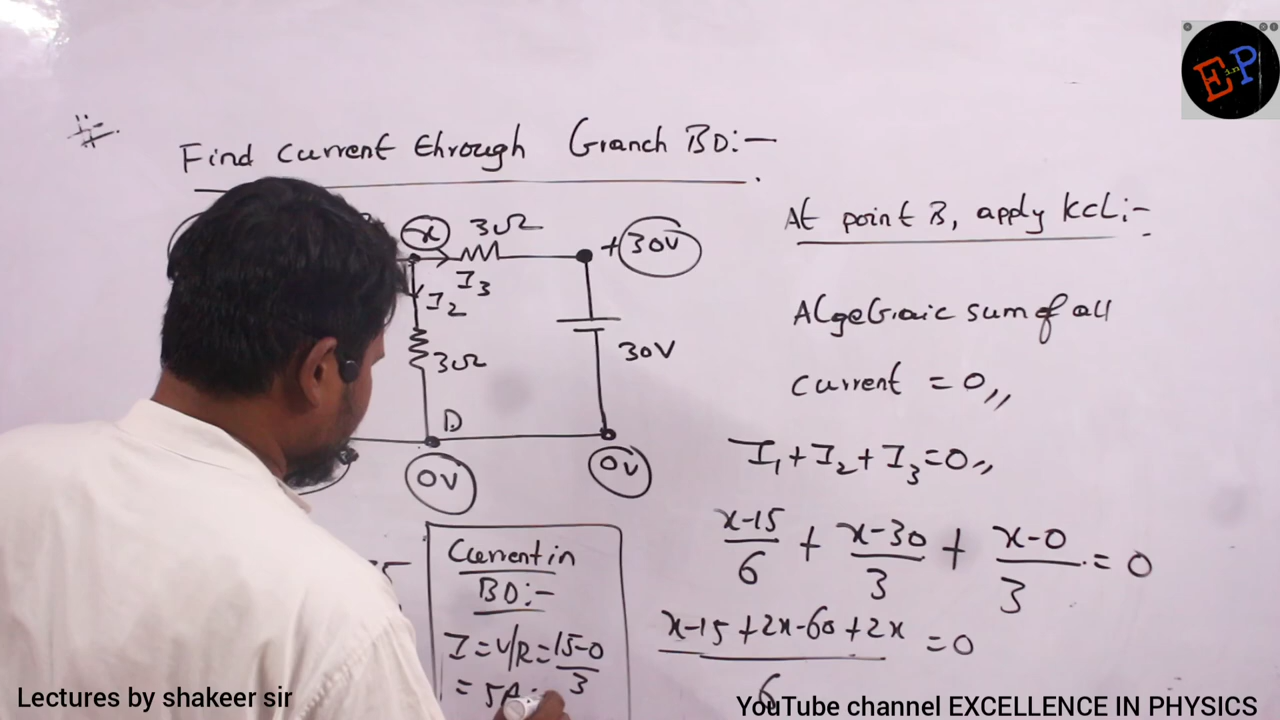 E in P
Find current through Branch BD:-
x
3Ω
+ 30V
I3
I2
3Ω
30V
D
0V
0V
At point B, apply KCL:-
Algebraic sum of all
current = 0,,
I1+I2+I3=0,,
x-15/6 + x-30/3 + x-0/3 = 0
x-15+2x-60+2x/6 = 0
Current in
BD:-
I = V/R = 15-0/3
= 5A
Lectures by shakeer sir
YouTube channel EXCELLENCE IN PHYSICS